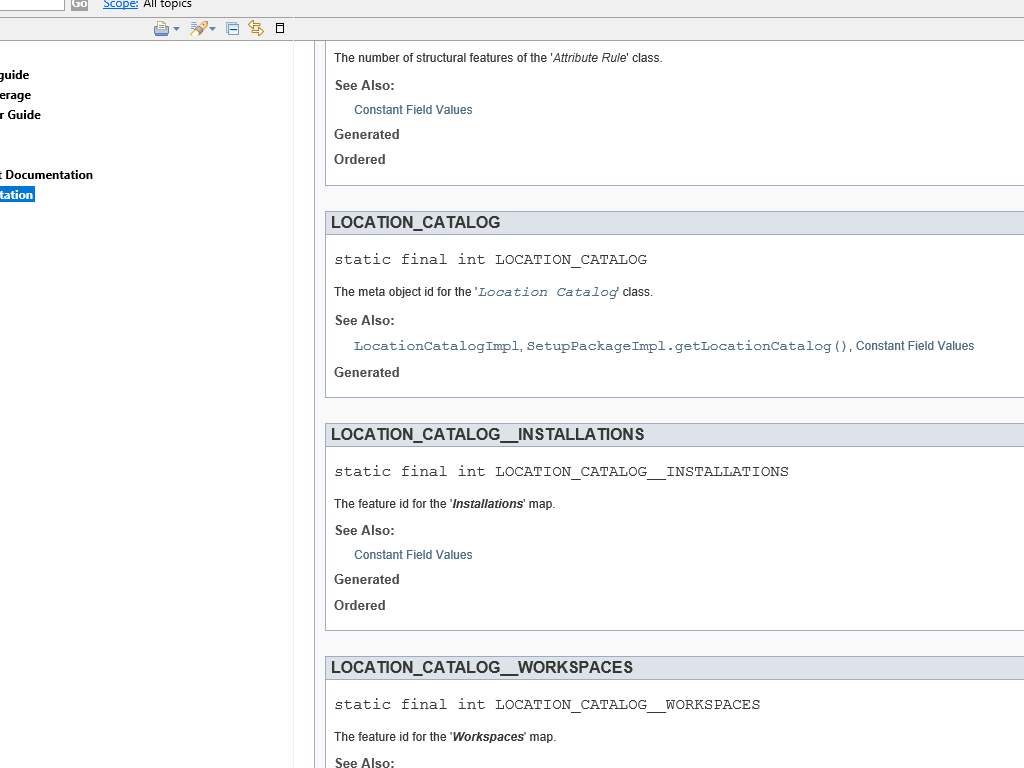 Go Scope: All topics
guide
erage
r Guide
t Documentation
tation
The number of structural features of the 'Attribute Rule' class.
See Also:
Constant Field Values
Generated
Ordered
LOCATION_CATALOG
static final int LOCATION_CATALOG
The meta object id for the 'Location Catalog' class.
See Also:
LocationCatalogImpl, SetupPackageImpl.getLocationCatalog(), Constant Field Values
Generated
LOCATION_CATALOG__INSTALLATIONS
static final int LOCATION_CATALOG__INSTALLATIONS
The feature id for the 'Installations' map.
See Also:
Constant Field Values
Generated
Ordered
LOCATION_CATALOG__WORKSPACES
static final int LOCATION_CATALOG__WORKSPACES
The feature id for the 'Workspaces' map.
See Also: